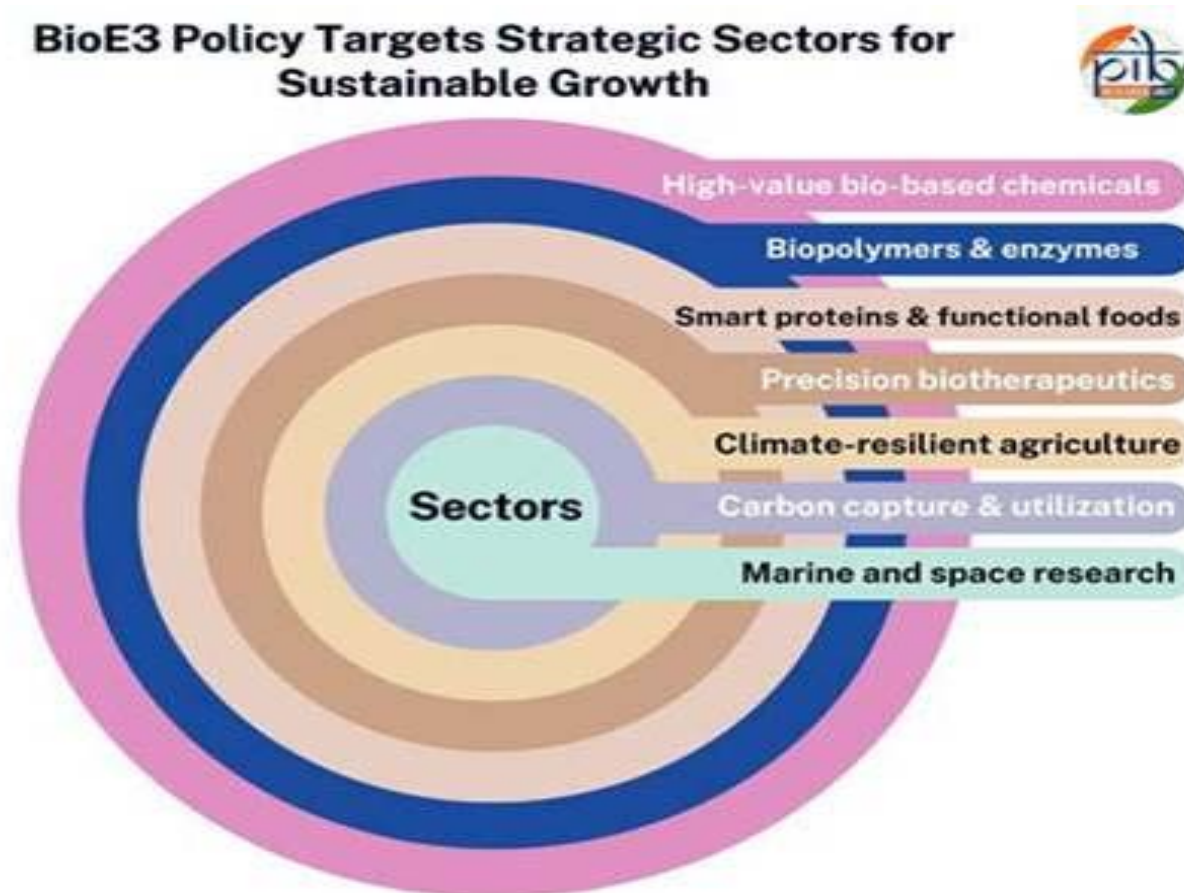 BioE3 Policy Targets Strategic Sectors for
Sustainable Growth
pib
High-value bio-based chemicals
Biopolymers & enzymes
Smart proteins & functional foods
Precision biotherapeutics
Climate-resilient agriculture
Sectors
Carbon capture & utilization
Marine and space research